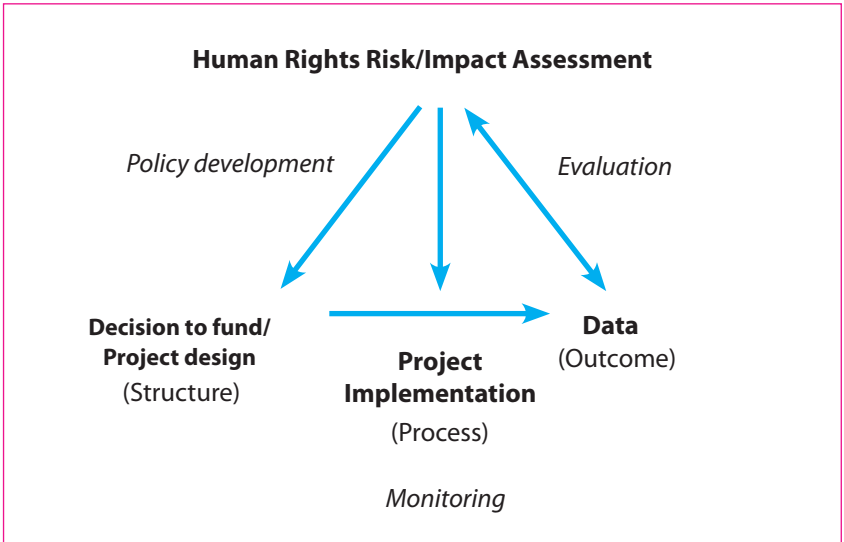 Human Rights Risk/Impact Assessment
Policy development
Evaluation
Decision to fund/
Project design
(Structure)
Project
Implementation
(Process)
Data
(Outcome)
Monitoring